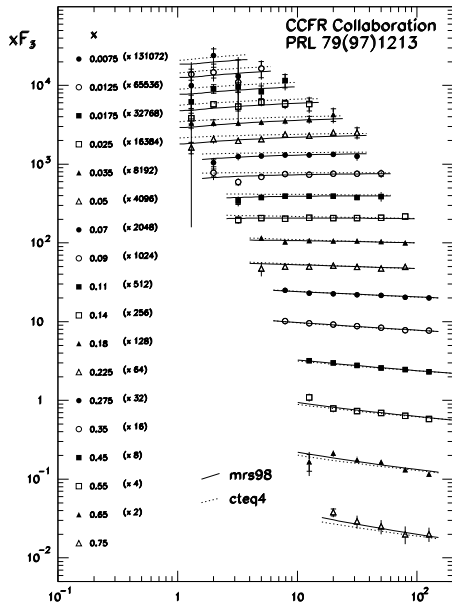 CCFR Collaboration
PRL 79(97)1213
xF3
x
0.0075 (x 131072)
0.0125 (x 65536)
0.0175 (x 32768)
0.025 (x 16384)
0.035 (x 8192)
0.05 (x 4096)
0.07 (x 2048)
0.09 (x 1024)
0.11 (x 512)
0.14 (x 256)
0.18 (x 128)
0.225 (x 64)
0.275 (x 32)
0.35 (x 16)
0.45 (x 8)
0.55 (x 4)
0.65 (x 2)
0.75
mrs98
cteq4
10^4
10^3
10^2
10
1
10^-1
10^-2
10^-1 1 10 10^2